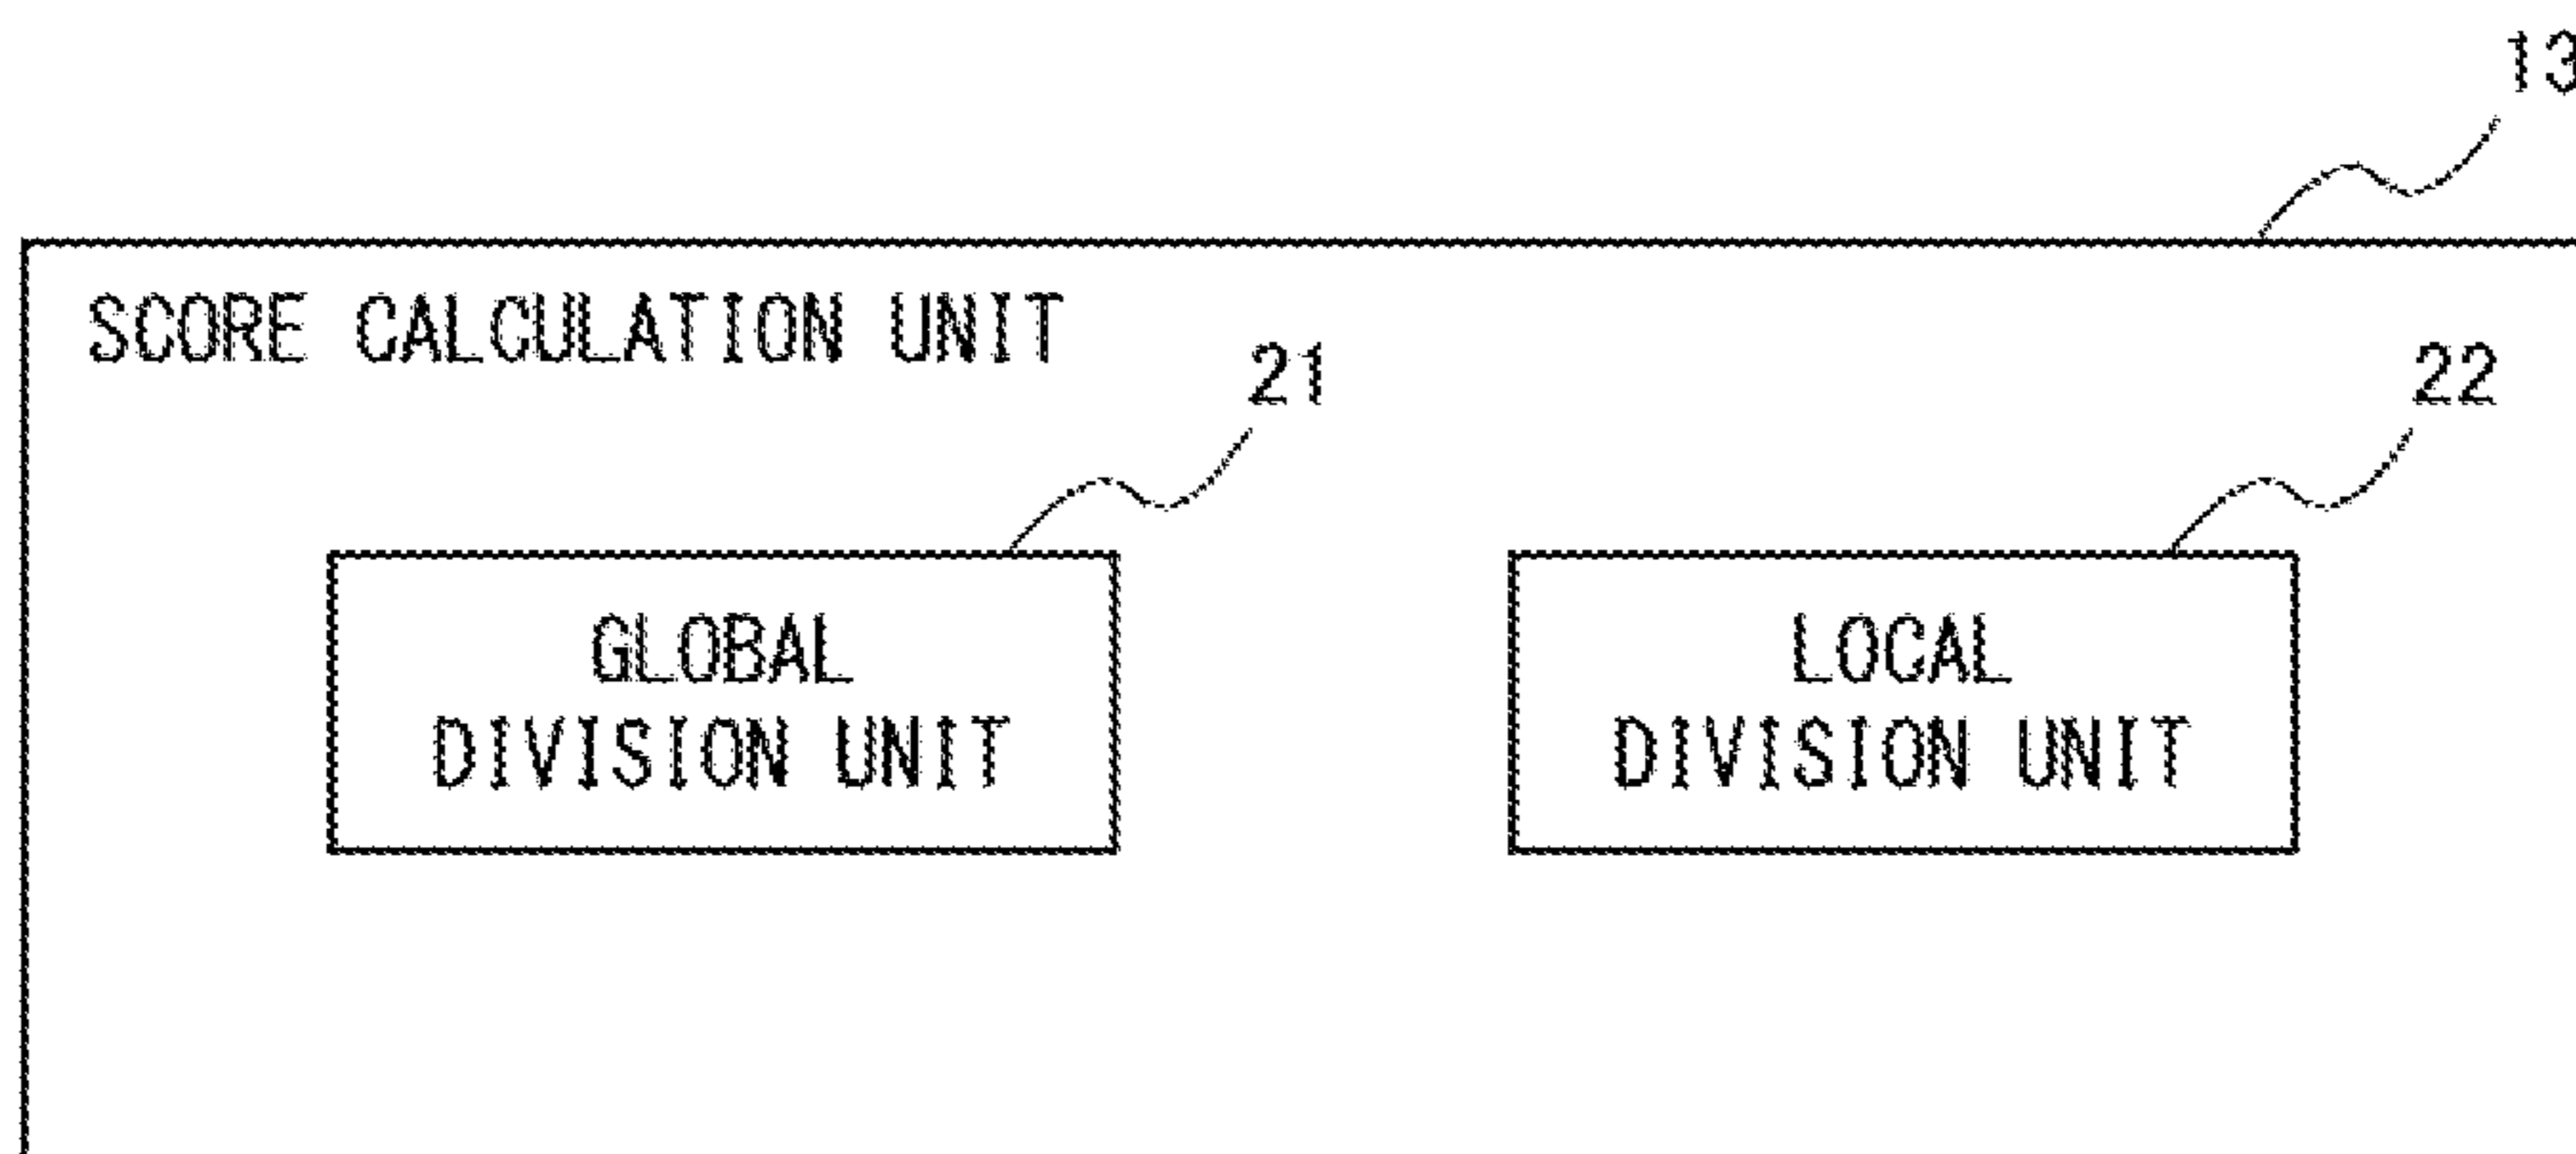 13
SCORE CALCULATION UNIT
21
22
GLOBAL
DIVISION UNIT
LOCAL
DIVISION UNIT